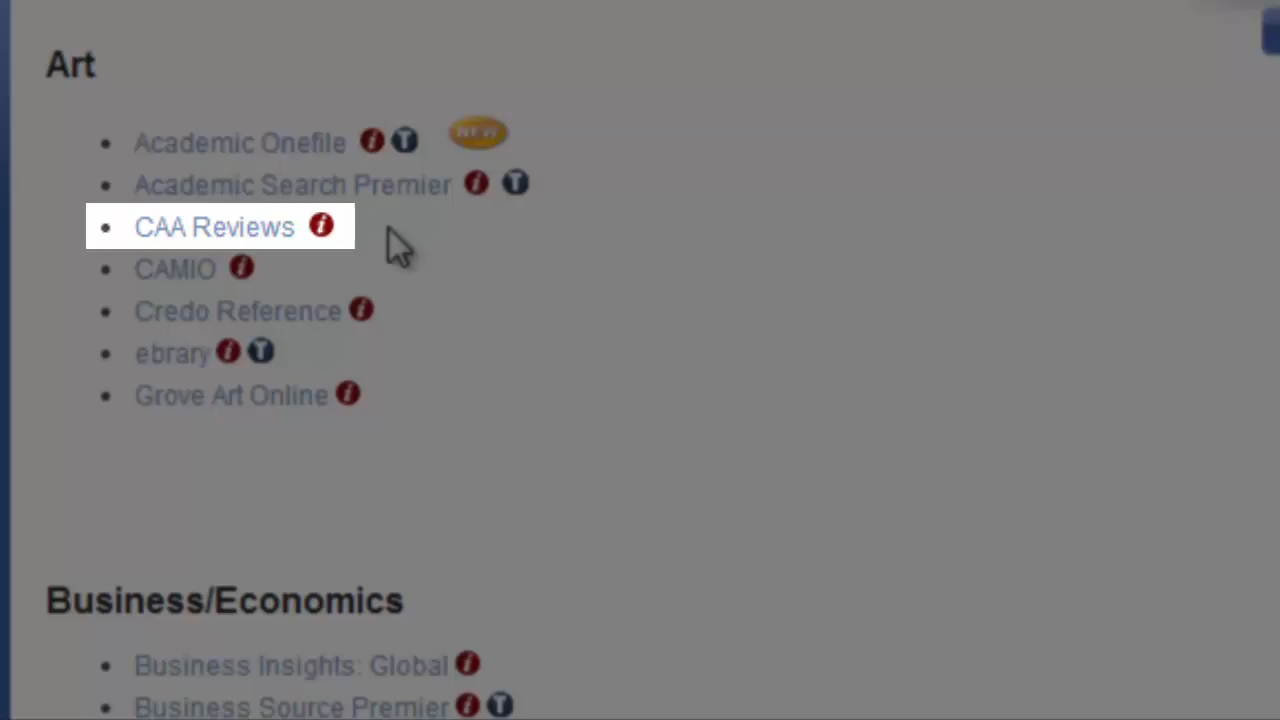 Art
Academic Onefile i T NEW
Academic Search Premier i T
CAA Reviews i
CAMIO i
Credo Reference i
ebrary i T
Grove Art Online i
Business/Economics
Business Insights: Global i
Business Source Premier i T